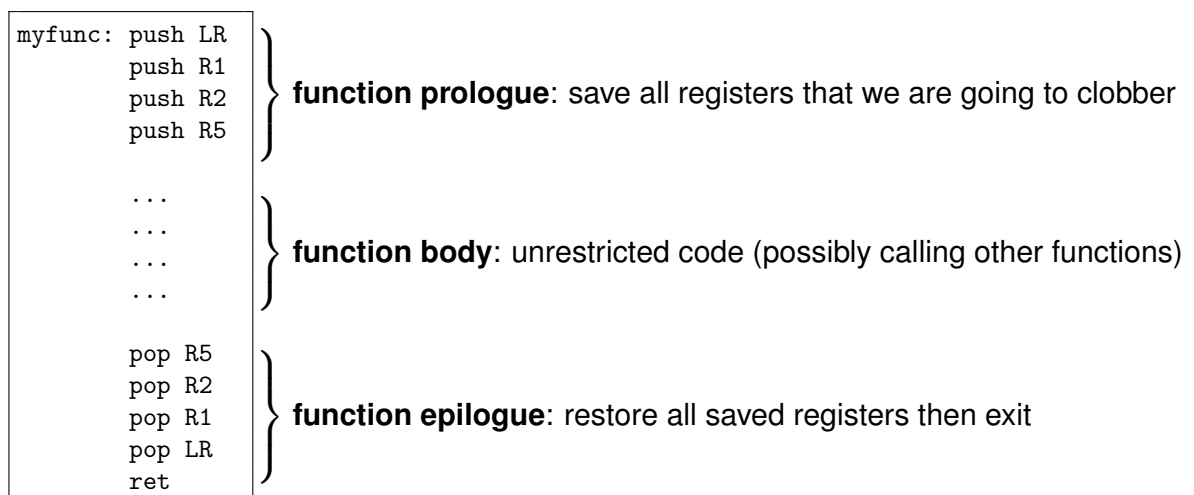 myfunc: push LR
push R1
push R2
push R5
function prologue: save all registers that we are going to clobber
...
...
...
...
function body: unrestricted code (possibly calling other functions)
pop R5
pop R2
pop R1
pop LR
ret
function epilogue: restore all saved registers then exit